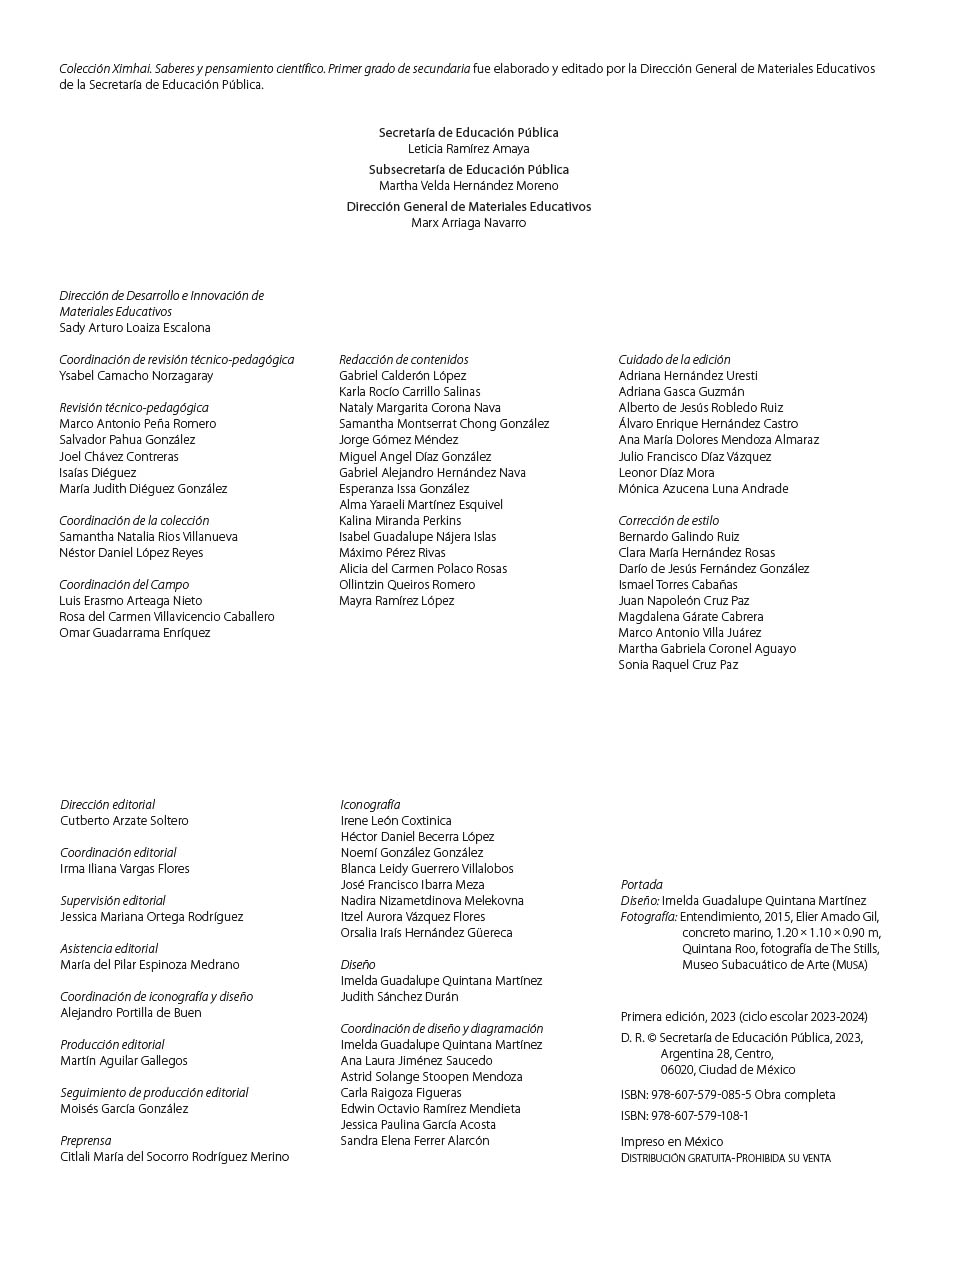 Colección Ximhai. Saberes y pensamiento científico. Primer grado de secundaria fue elaborado y editado por la Dirección General de Materiales Educativos
de la Secretaría de Educación Pública.
Secretaría de Educación Pública
Leticia Ramírez Amaya
Subsecretaría de Educación Pública
Martha Velda Hernández Moreno
Dirección General de Materiales Educativos
Marx Arriaga Navarro
Dirección de Desarrollo e Innovación de
Materiales Educativos
Sady Arturo Loaiza Escalona
Coordinación de revisión técnico-pedagógica
Ysabel Camacho Norzagaray
Revisión técnico-pedagógica
Marco Antonio Peña Romero
Salvador Pahua González
Joel Chávez Contreras
Isaías Diéguez
María Judith Diéguez González
Coordinación de la colección
Samantha Natalia Rios Villanueva
Néstor Daniel López Reyes
Coordinación del Campo
Luis Erasmo Arteaga Nieto
Rosa del Carmen Villavicencio Caballero
Omar Guadarrama Enríquez
Redacción de contenidos
Gabriel Calderón López
Karla Rocío Carrillo Salinas
Nataly Margarita Corona Nava
Samantha Montserrat Chong González
Jorge Gómez Méndez
Miguel Angel Díaz González
Gabriel Alejandro Hernández Nava
Esperanza Issa González
Alma Yaraeli Martínez Esquivel
Kalina Miranda Perkins
Isabel Guadalupe Nájera Islas
Máximo Pérez Rivas
Alicia del Carmen Polaco Rosas
Ollintzin Queiros Romero
Mayra Ramírez López
Cuidado de la edición
Adriana Hernández Uresti
Adriana Gasca Guzmán
Alberto de Jesús Robledo Ruiz
Álvaro Enrique Hernández Castro
Ana María Dolores Mendoza Almaraz
Julio Francisco Díaz Vázquez
Leonor Díaz Mora
Mónica Azucena Luna Andrade
Corrección de estilo
Bernardo Galindo Ruiz
Clara María Hernández Rosas
Darío de Jesús Fernández González
Ismael Torres Cabañas
Juan Napoleón Cruz Paz
Magdalena Gárate Cabrera
Marco Antonio Villa Juárez
Martha Gabriela Coronel Aguayo
Sonia Raquel Cruz Paz
Dirección editorial
Cutberto Arzate Soltero
Coordinación editorial
Irma Iliana Vargas Flores
Supervisión editorial
Jessica Mariana Ortega Rodríguez
Asistencia editorial
María del Pilar Espinoza Medrano
Coordinación de iconografía y diseño
Alejandro Portilla de Buen
Producción editorial
Martín Aguilar Gallegos
Seguimiento de producción editorial
Moisés García González
Preprensa
Citlali María del Socorro Rodríguez Merino
Iconografía
Irene León Coxtinica
Héctor Daniel Becerra López
Noemí González González
Blanca Leidy Guerrero Villalobos
José Francisco Ibarra Meza
Nadira Nizametdinova Melekovna
Itzel Aurora Vázquez Flores
Orsalia Iraís Hernández Güereca
Diseño
Imelda Guadalupe Quintana Martínez
Judith Sánchez Durán
Coordinación de diseño y diagramación
Imelda Guadalupe Quintana Martínez
Ana Laura Jiménez Saucedo
Astrid Solange Stoopen Mendoza
Carla Raigoza Figueras
Edwin Octavio Ramírez Mendieta
Jessica Paulina García Acosta
Sandra Elena Ferrer Alarcón
Portada
Diseño: Imelda Guadalupe Quintana Martínez
Fotografía: Entendimiento, 2015, Elier Amado Gil,
concreto marino, 1.20 × 1.10 × 0.90 m,
Quintana Roo, fotografía de The Stills,
Museo Subacuático de Arte (MUSA)
Primera edición, 2023 (ciclo escolar 2023-2024)
D. R. © Secretaría de Educación Pública, 2023,
Argentina 28, Centro,
06020, Ciudad de México
ISBN: 978-607-579-085-5 Obra completa
ISBN: 978-607-579-108-1
Impreso en México
DISTRIBUCIÓN GRATUITA-PROHIBIDA SU VENTA